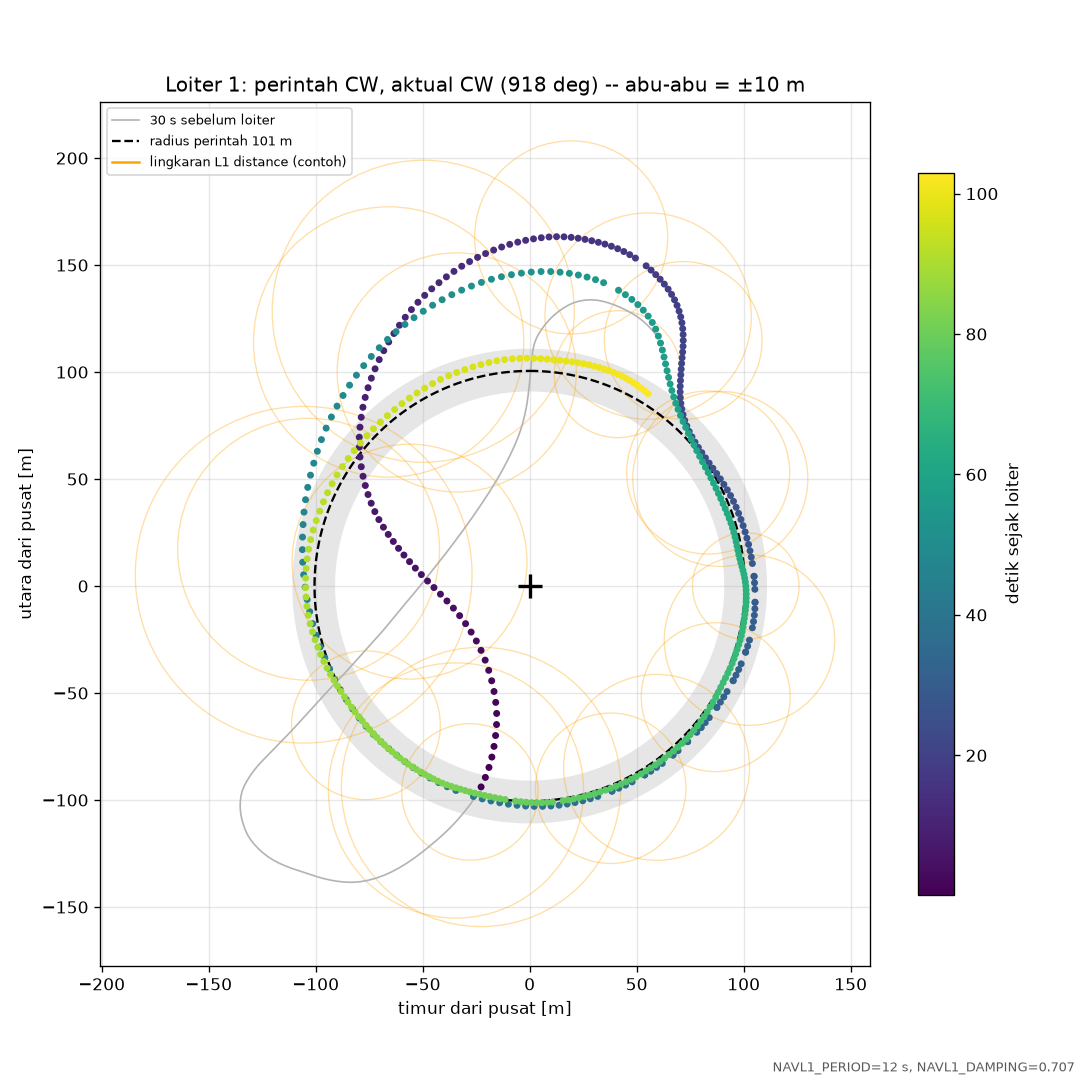 Loiter 1: perintah CW, aktual CW (918 deg) -- abu-abu = ±10 m
30 s sebelum loiter
radius perintah 101 m
lingkaran L1 distance (contoh)
200
150
100
50
0
−50
−100
−150
utara dari pusat [m]
−200
−150
−100
−50
0
50
100
150
timur dari pusat [m]
100
80
60
40
20
detik sejak loiter
NAVL1_PERIOD=12 s, NAVL1_DAMPING=0.707